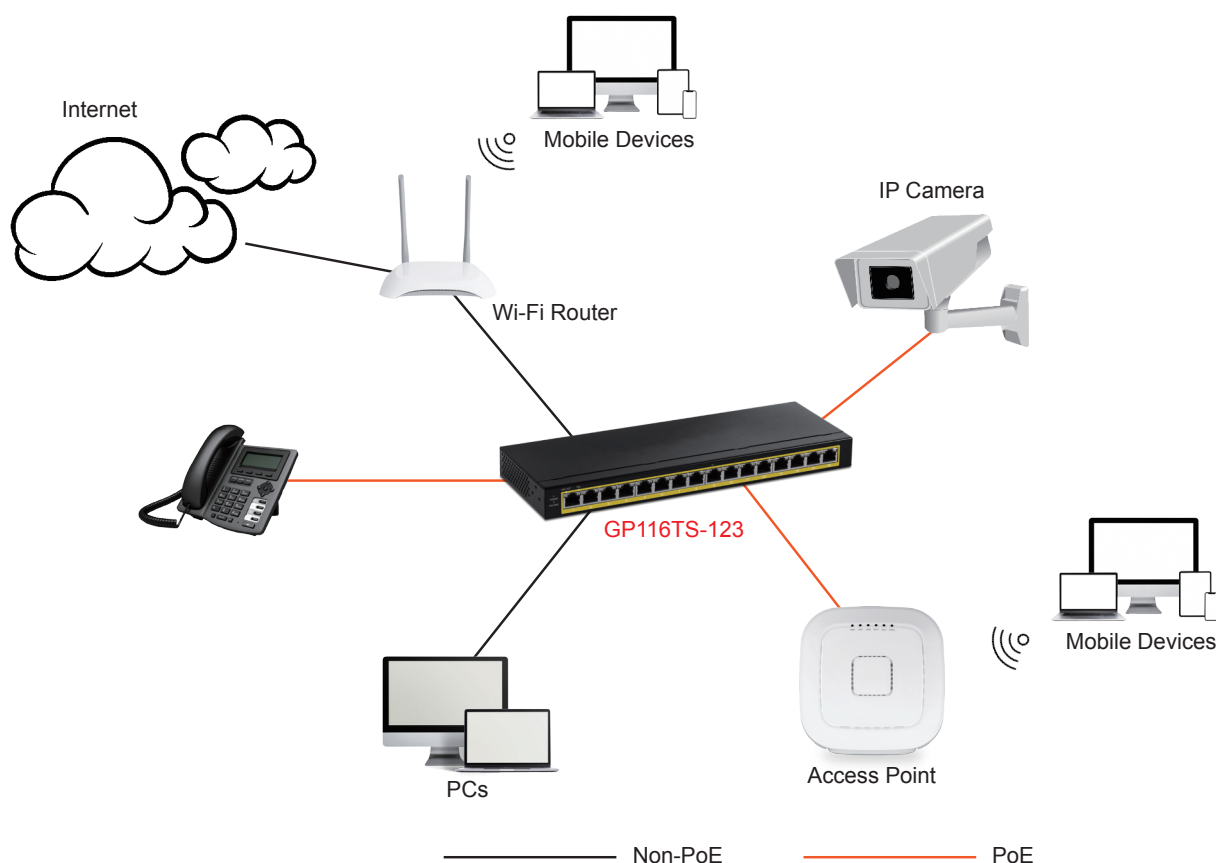 Internet
Mobile Devices
IP Camera
Wi-Fi Router
GP116TS-123
Mobile Devices
Access Point
PCs
Non-PoE
PoE